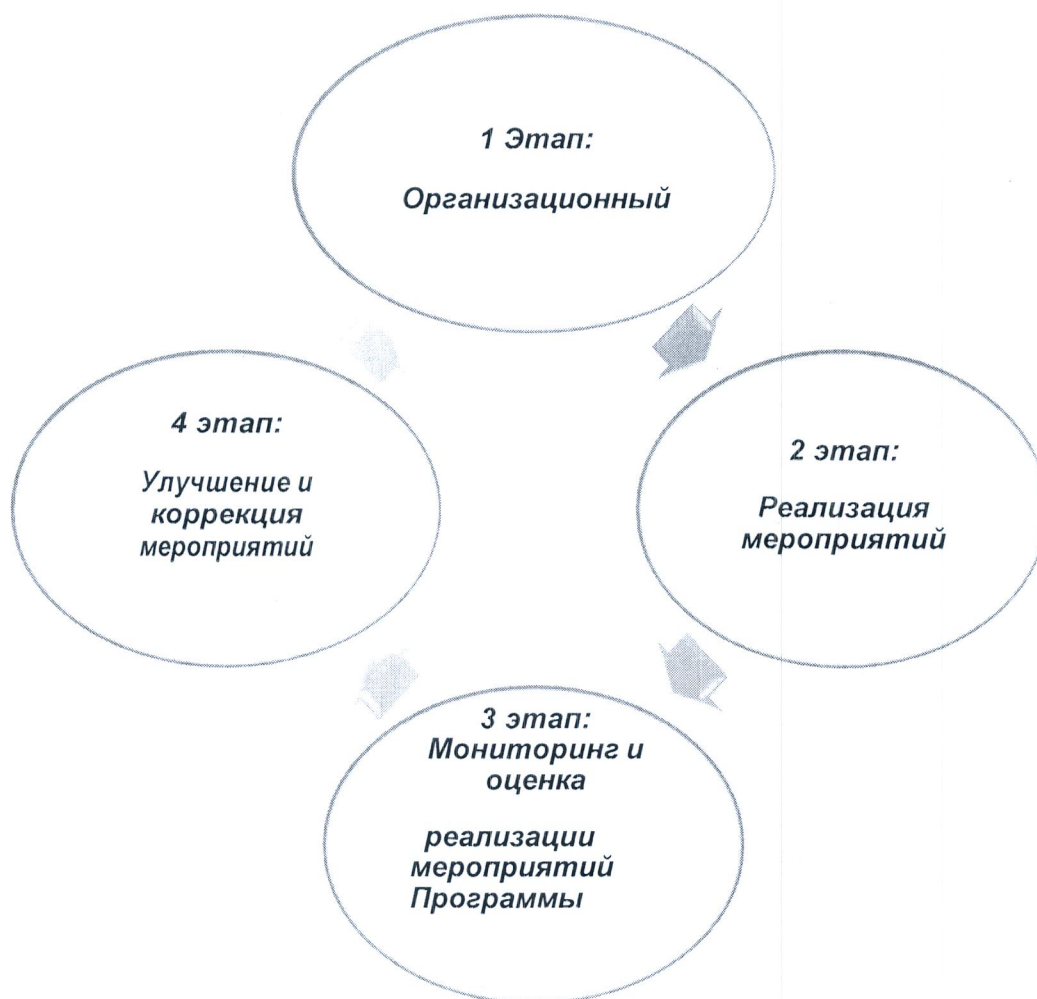 1 Этап:
Организационный
2 этап:
Реализация
мероприятий
3 этап:
Мониторинг и
оценка
реализации
мероприятий
Программы
4 этап:
Улучшение и
коррекция
мероприятий